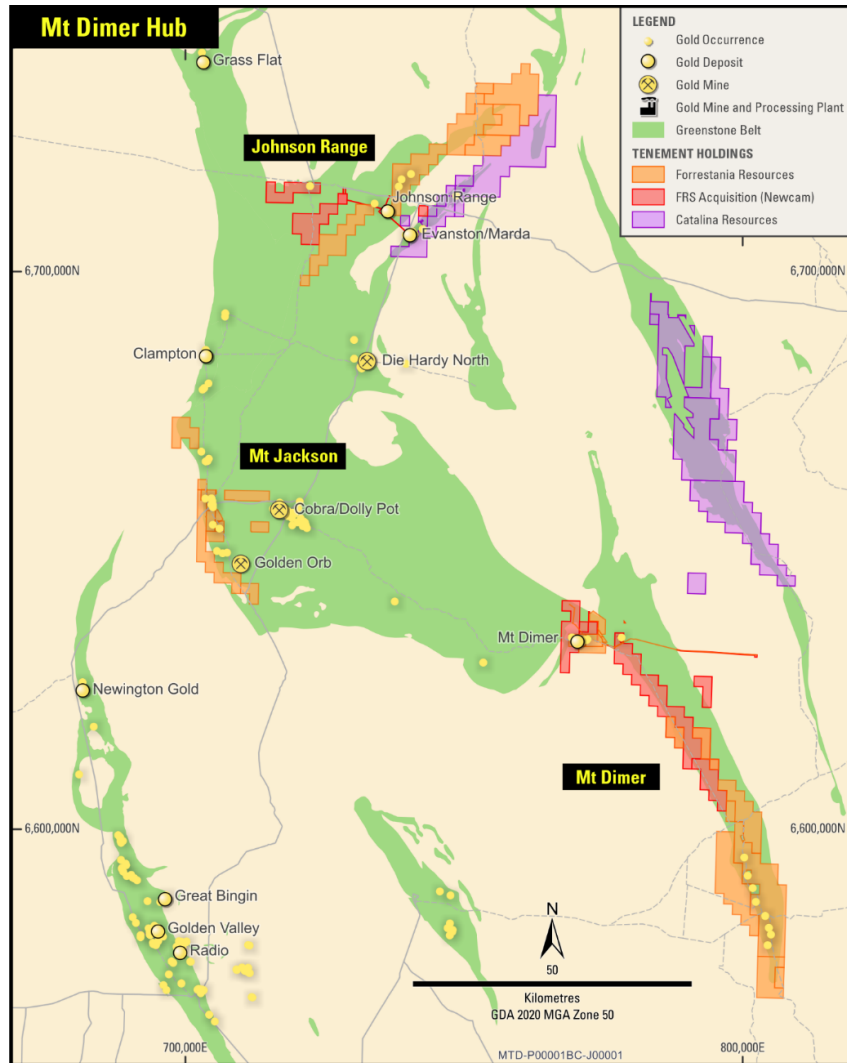 Mt Dimer Hub
LEGEND
Gold Occurrence
Gold Deposit
Gold Mine
Gold Mine and Processing Plant
Greenstone Belt
TENEMENT HOLDINGS
Forrestania Resources
FRS Acquisition (Newcam)
Catalina Resources
Grass Flat
Johnson Range
Johnson Range
Evanston/Marda
6,700,000N
6,700,000N
Clampton
Die Hardy North
Mt Jackson
Cobra/Dolly Pot
Golden Orb
Mt Dimer
Newington Gold
Mt Dimer
6,600,000N
6,600,000N
Great Bingin
Golden Valley
Radio
N
50
Kilometres
GDA 2020 MGA Zone 50
700,000E
MTD-P00001BC-J00001
800,000E